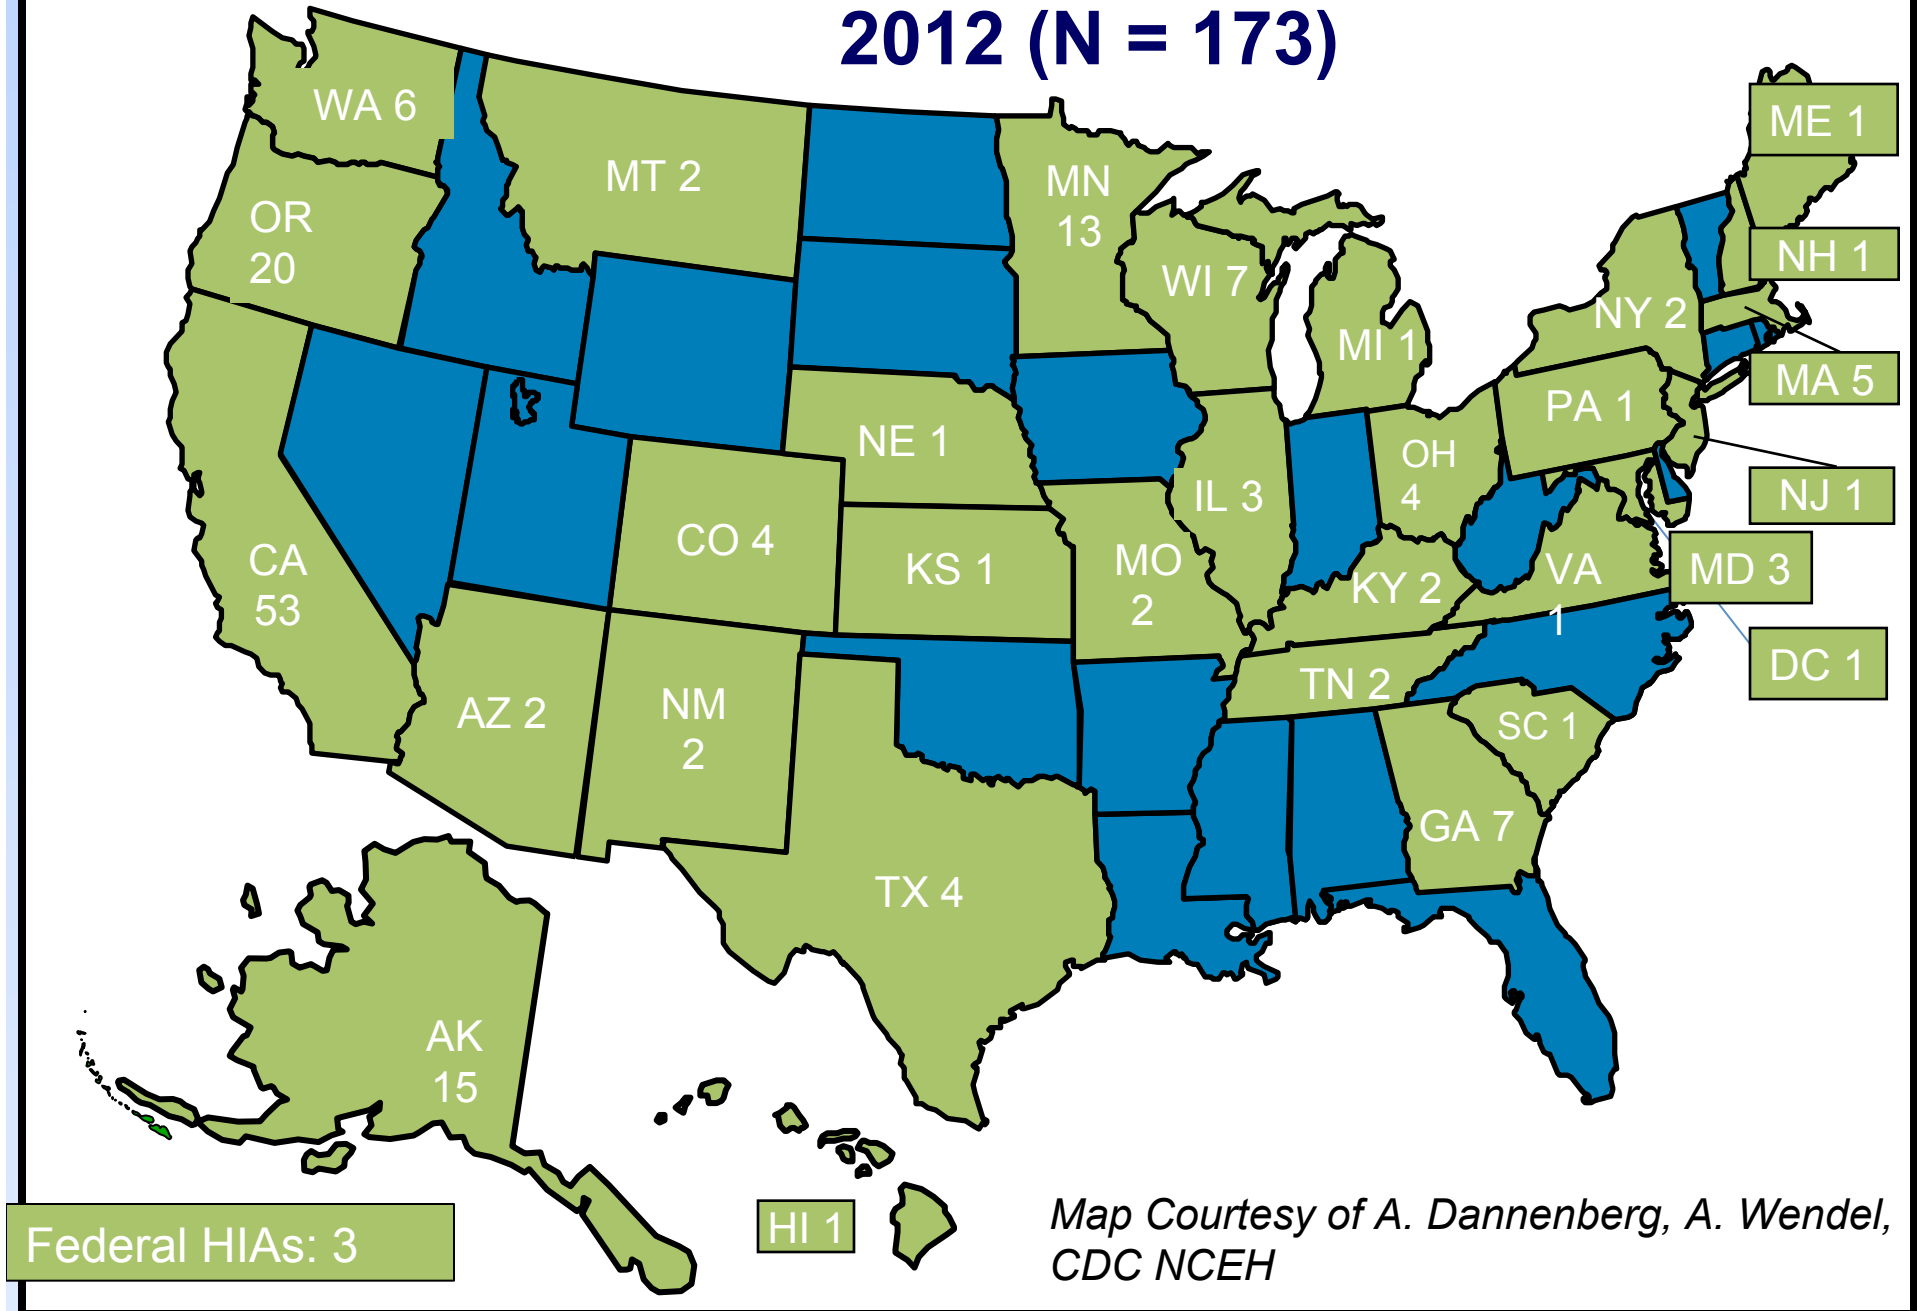 2012 (N = 173)
WA 6
ME 1
MT 2
MN
13
OR
20
NH 1
WI 7
NY 2
MI 1
MA 5
PA 1
NE 1
OH
4
IL 3
NJ 1
CO 4
KS 1
MO
2
CA
53
KY 2
VA
1
MD 3
DC 1
TN 2
AZ 2
NM
2
SC 1
GA 7
TX 4
AK
15
HI 1
Federal HIAs: 3
Map Courtesy of A. Dannenberg, A. Wendel,
CDC NCEH